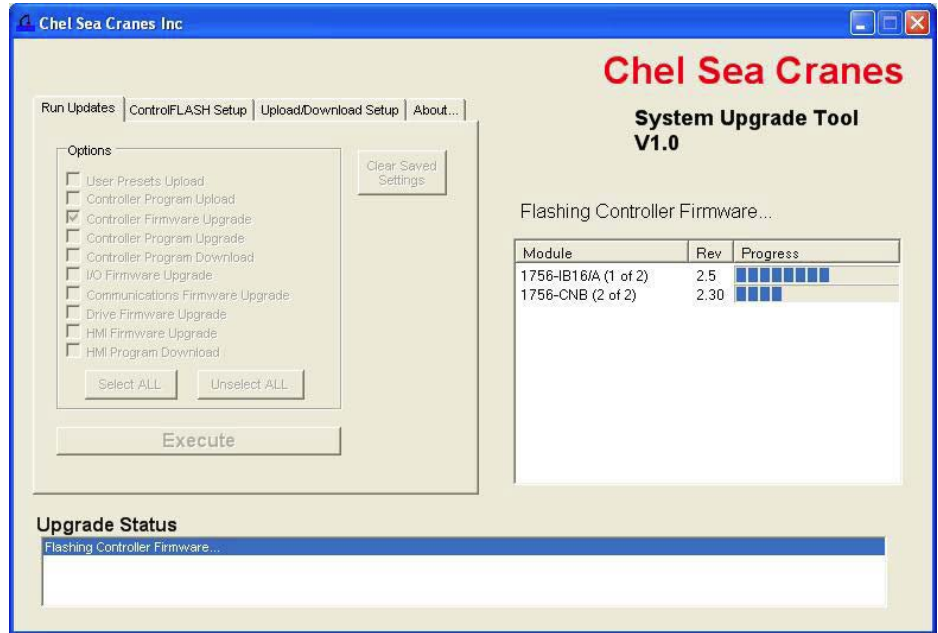 Chel Sea Cranes Inc
Chel Sea Cranes
System Upgrade Tool
V1.0
Run Updates
ControlFLASH Setup
Upload/Download Setup
About...
Options
User Presets Upload
Controller Program Upload
Controller Firmware Upgrade
Controller Program Upgrade
Controller Program Download
I/O Firmware Upgrade
Communications Firmware Upgrade
Drive Firmware Upgrade
HMI Firmware Upgrade
HMI Program Download
Select ALL
Unselect ALL
Clear Saved
Settings
Execute
Flashing Controller Firmware...
Module Rev Progress
1756-IB16/A (1 of 2) 2.5
1756-CNB (2 of 2) 2.30
Upgrade Status
Flashing Controller Firmware...